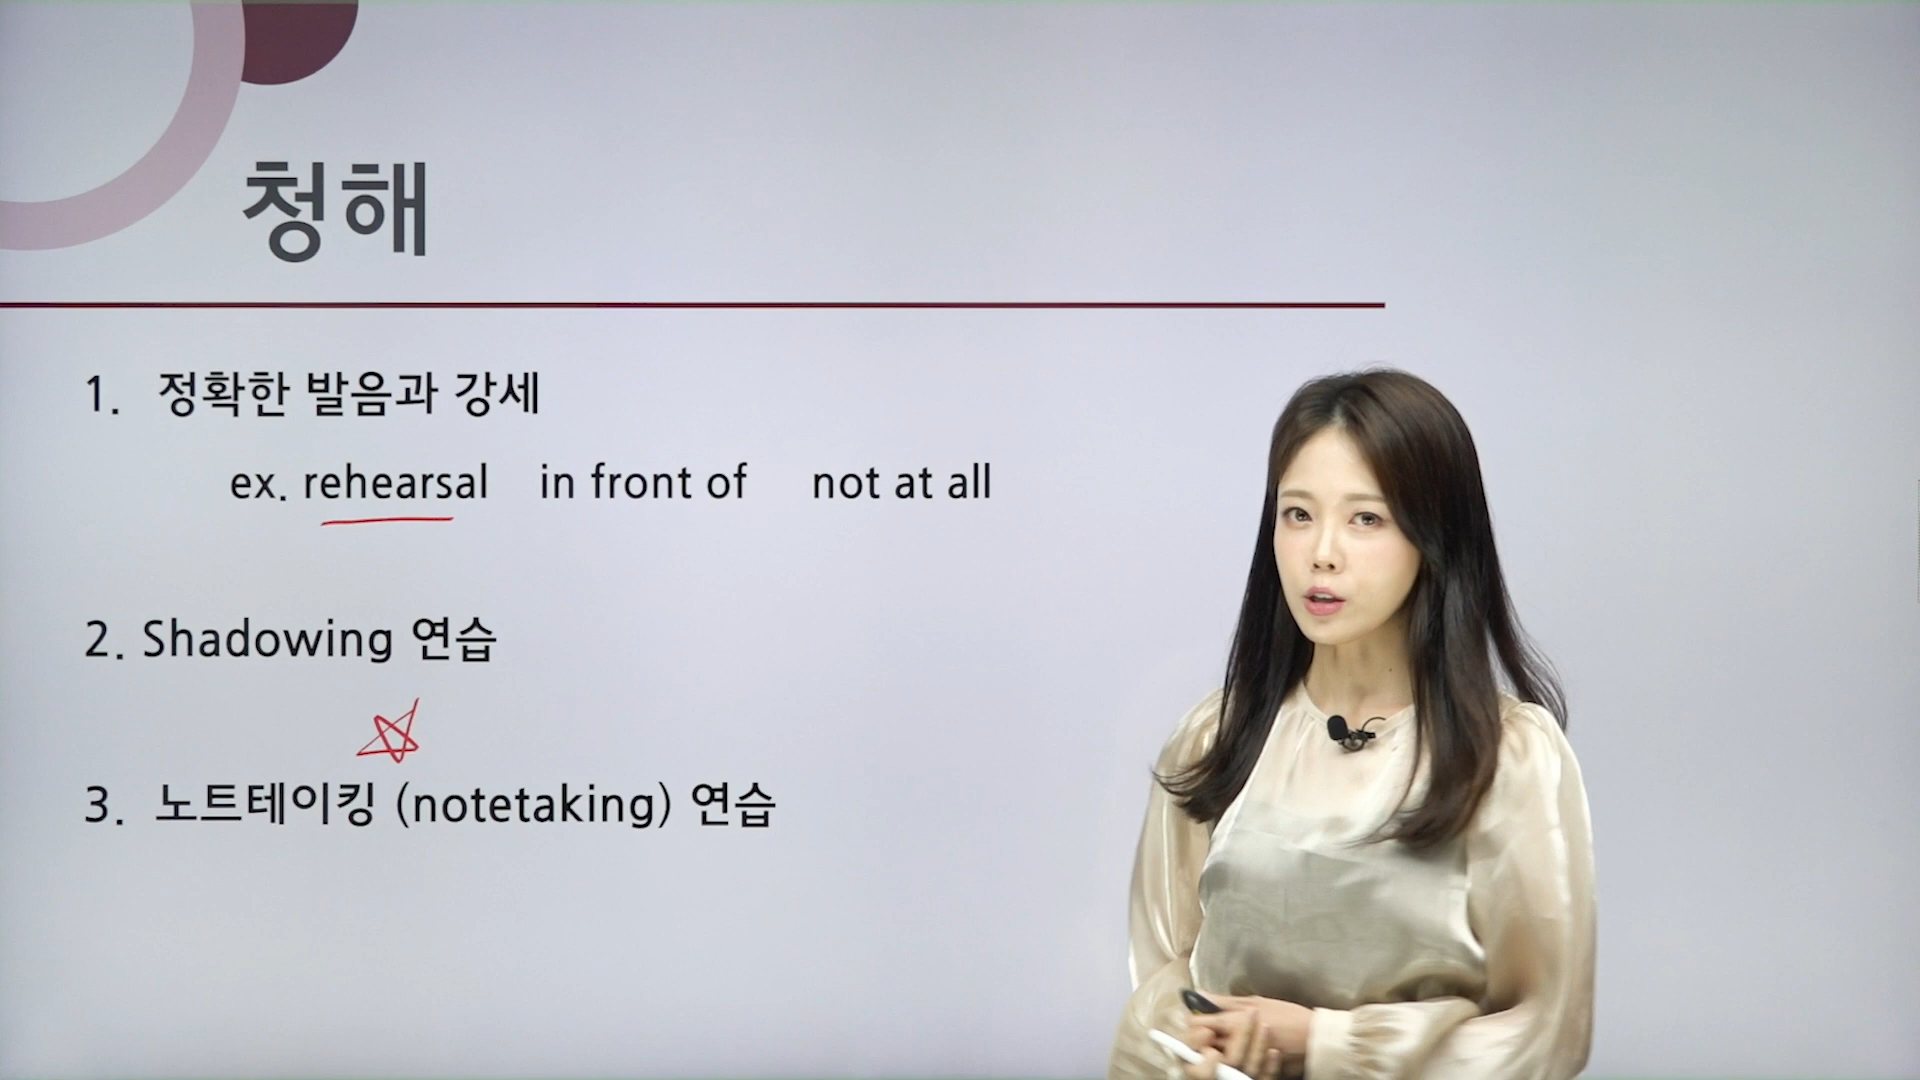 청해
1. 정확한 발음과 강세
ex. rehearsal in front of not at all
2. Shadowing 연습
3. 노트테이킹 (notetaking) 연습